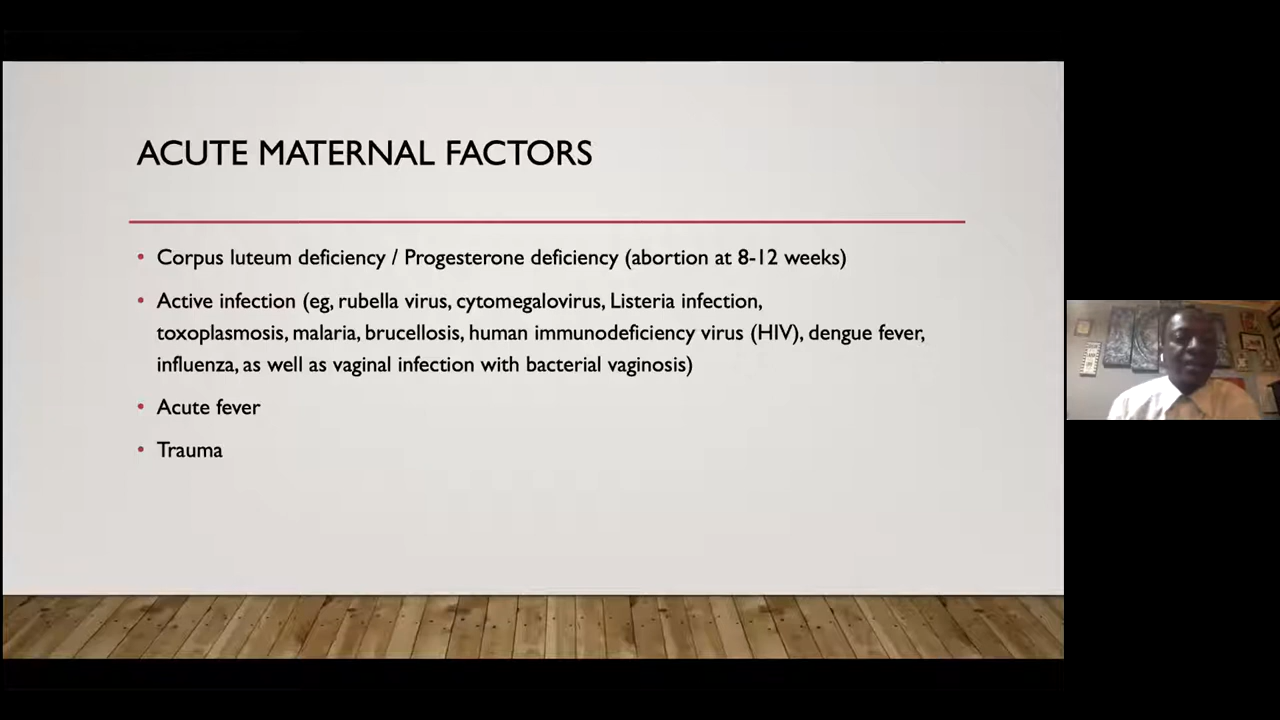 ACUTE MATERNAL FACTORS
• Corpus luteum deficiency / Progesterone deficiency (abortion at 8-12 weeks)
• Active infection (eg, rubella virus, cytomegalovirus, Listeria infection,
toxoplasmosis, malaria, brucellosis, human immunodeficiency virus (HIV), dengue fever,
influenza, as well as vaginal infection with bacterial vaginosis)
• Acute fever
• Trauma